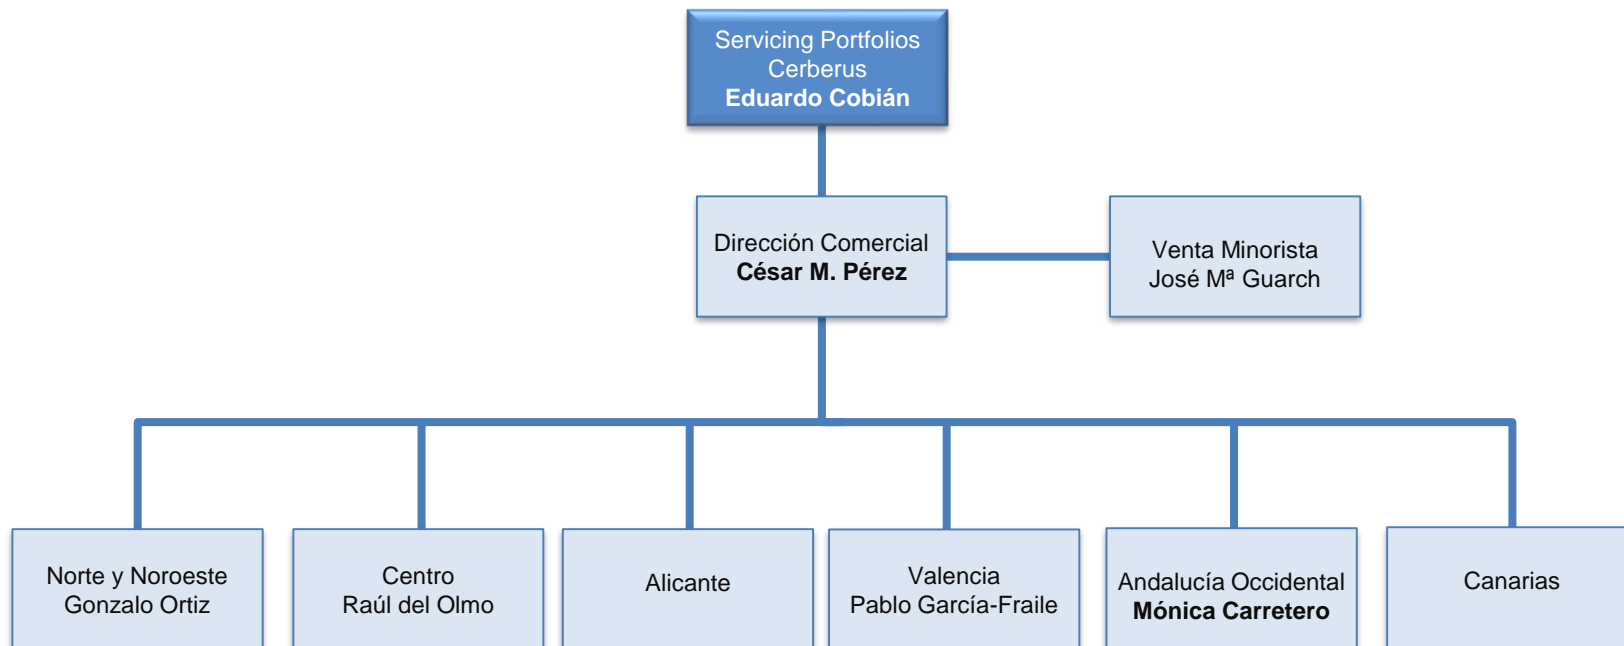 Servicing Portfolios
Cerberus
Eduardo Cobián
Dirección Comercial
César M. Pérez
Venta Minorista
José Mª Guarch
Norte y Noroeste
Gonzalo Ortiz
Centro
Raúl del Olmo
Alicante
Valencia
Pablo García-Fraile
Andalucía Occidental
Mónica Carretero
Canarias